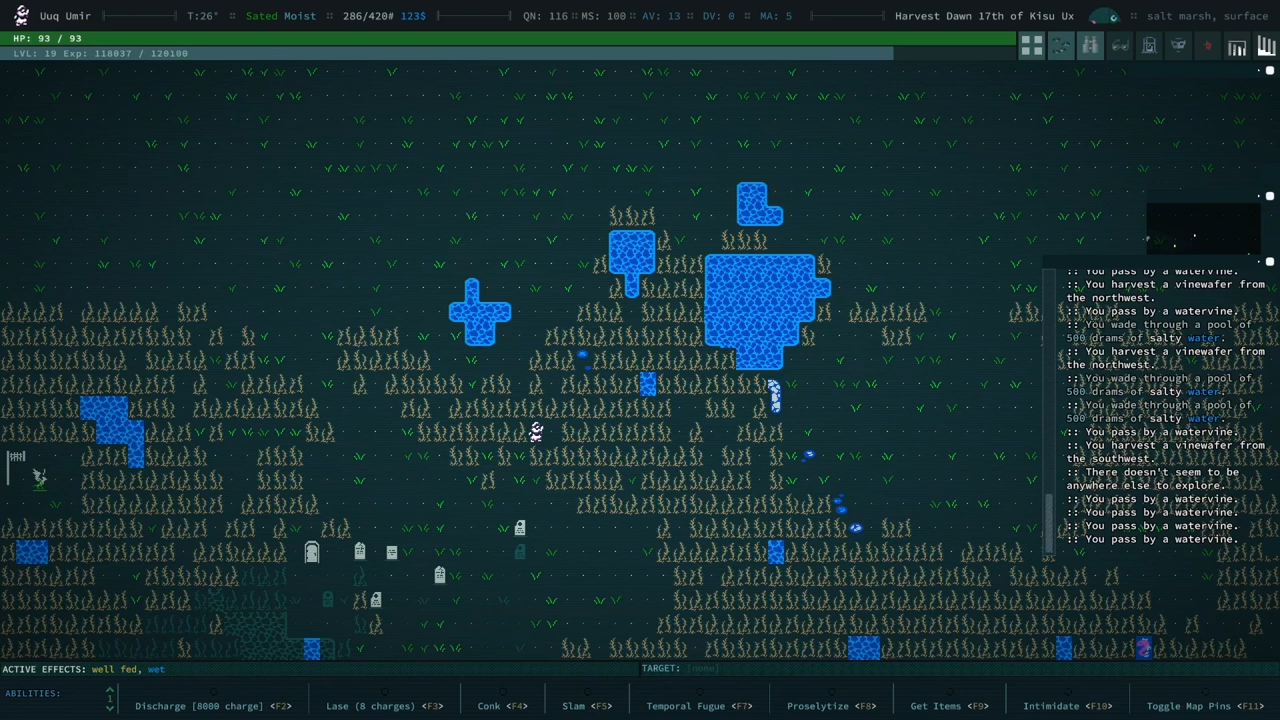 Uuq Umir T:26° Sated Moist 286/420# 123$ QN: 116 MS: 100 AV: 13 DV: 0 MA: 5 Harvest Dawn 17th of Kisu Ux salt marsh, surface
HP: 93 / 93
LVL: 19 Exp: 118037 / 120100
:: You pass by a watervine.
:: You harvest a vinewafer from
the northwest.
:: You pass by a watervine.
:: You wade through a pool of
500 drams of salty water.
:: You harvest a vinewafer from
the northwest.
:: You wade through a pool of
500 drams of salty water.
:: You wade through a pool of
500 drams of salty water.
:: You pass by a watervine.
:: You harvest a vinewafer from
the southwest.
:: There doesn't seem to be
anywhere else to explore.
:: You pass by a watervine.
:: You pass by a watervine.
:: You pass by a watervine.
:: You pass by a watervine.
ACTIVE EFFECTS: well fed, wet TARGET: [none]
ABILITIES: 1 Discharge [8000 charge] <F2> Lase (8 charges) <F3> Conk <F4> Slam <F5> Temporal Fugue <F7> Proselytize <F8> Get Items <F9> Intimidate <F10> Toggle Map Pins <F11>